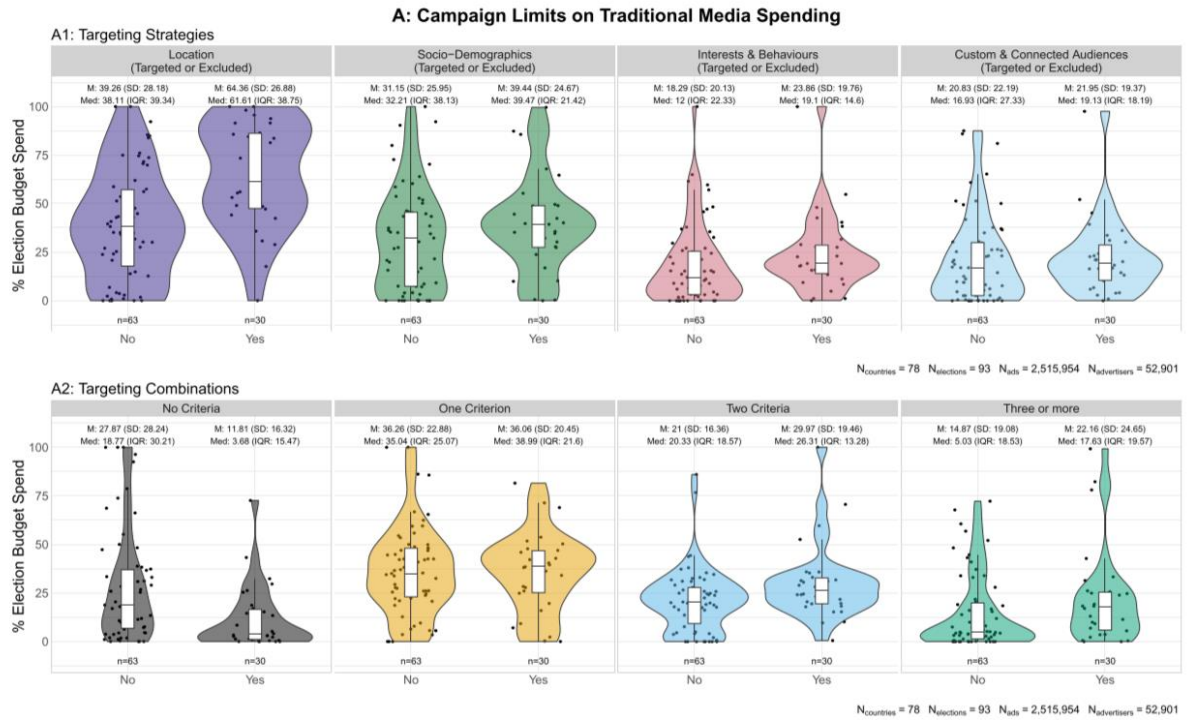 A: Campaign Limits on Traditional Media Spending
A1: Targeting Strategies
Location
(Targeted or Excluded)
Socio−Demographics
(Targeted or Excluded)
Interests & Behaviours
(Targeted or Excluded)
Custom & Connected Audiences
(Targeted or Excluded)
M: 39.26 (SD: 28.18)
Med: 38.11 (IQR: 39.34)
M: 64.36 (SD: 26.88)
Med: 61.61 (IQR: 38.75)
M: 31.15 (SD: 25.95)
Med: 32.21 (IQR: 38.13)
M: 39.44 (SD: 24.67)
Med: 39.47 (IQR: 21.42)
M: 18.29 (SD: 20.13)
Med: 12 (IQR: 22.33)
M: 23.86 (SD: 19.76)
Med: 19.1 (IQR: 14.6)
M: 20.83 (SD: 22.19)
Med: 16.93 (IQR: 27.33)
M: 21.95 (SD: 19.37)
Med: 19.13 (IQR: 18.19)
% Election Budget Spend
100
75
50
25
0
n=63
n=30
n=63
n=30
n=63
n=30
n=63
n=30
No
Yes
No
Yes
No
Yes
No
Yes
Ncountries = 78 Nelections = 93 Nads = 2,515,954 Nadvertisers = 52,901
A2: Targeting Combinations
No Criteria
One Criterion
Two Criteria
Three or more
M: 27.87 (SD: 28.24)
Med: 18.77 (IQR: 30.21)
M: 11.81 (SD: 16.32)
Med: 3.68 (IQR: 15.47)
M: 36.26 (SD: 22.88)
Med: 35.04 (IQR: 25.07)
M: 36.06 (SD: 20.45)
Med: 38.99 (IQR: 21.6)
M: 21 (SD: 16.36)
Med: 20.33 (IQR: 18.57)
M: 29.97 (SD: 19.46)
Med: 26.31 (IQR: 13.28)
M: 14.87 (SD: 19.08)
Med: 5.03 (IQR: 18.53)
M: 22.16 (SD: 24.65)
Med: 17.63 (IQR: 19.57)
% Election Budget Spend
100
75
50
25
0
n=63
n=30
n=63
n=30
n=63
n=30
n=63
n=30
No
Yes
No
Yes
No
Yes
No
Yes
Ncountries = 78 Nelections = 93 Nads = 2,515,954 Nadvertisers = 52,901